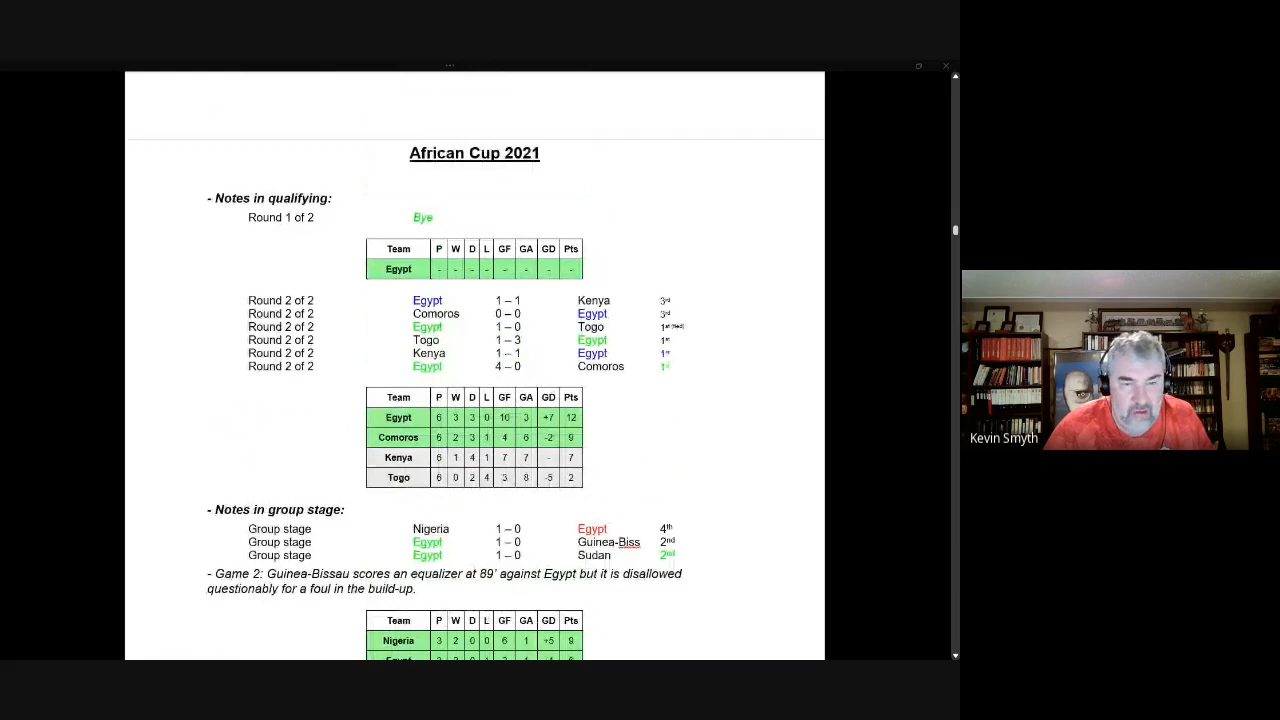 African Cup 2021
- Notes in qualifying:
Round 1 of 2 Bye
Team P W D L GF GA GD Pts
Egypt - - - - - - - -
Round 2 of 2 Egypt 1 – 1 Kenya 3rd
Round 2 of 2 Comoros 0 – 0 Egypt 3rd
Round 2 of 2 Egypt 1 – 0 Togo 1st (tied)
Round 2 of 2 Togo 1 – 3 Egypt 1st
Round 2 of 2 Kenya 1 – 1 Egypt 1st
Round 2 of 2 Egypt 4 – 0 Comoros 1st
Team P W D L GF GA GD Pts
Egypt 6 3 3 0 10 3 +7 12
Comoros 6 2 3 1 4 6 -2 9
Kenya 6 1 4 1 7 7 - 7
Togo 6 0 2 4 3 8 -5 2
- Notes in group stage:
Group stage Nigeria 1 – 0 Egypt 4th
Group stage Egypt 1 – 0 Guinea-Biss 2nd
Group stage Egypt 1 – 0 Sudan 2nd
- Game 2: Guinea-Bissau scores an equalizer at 89' against Egypt but it is disallowed
questionably for a foul in the build-up.
Team P W D L GF GA GD Pts
Nigeria 3 2 0 0 6 1 +5 9
Egypt
Kevin Smyth